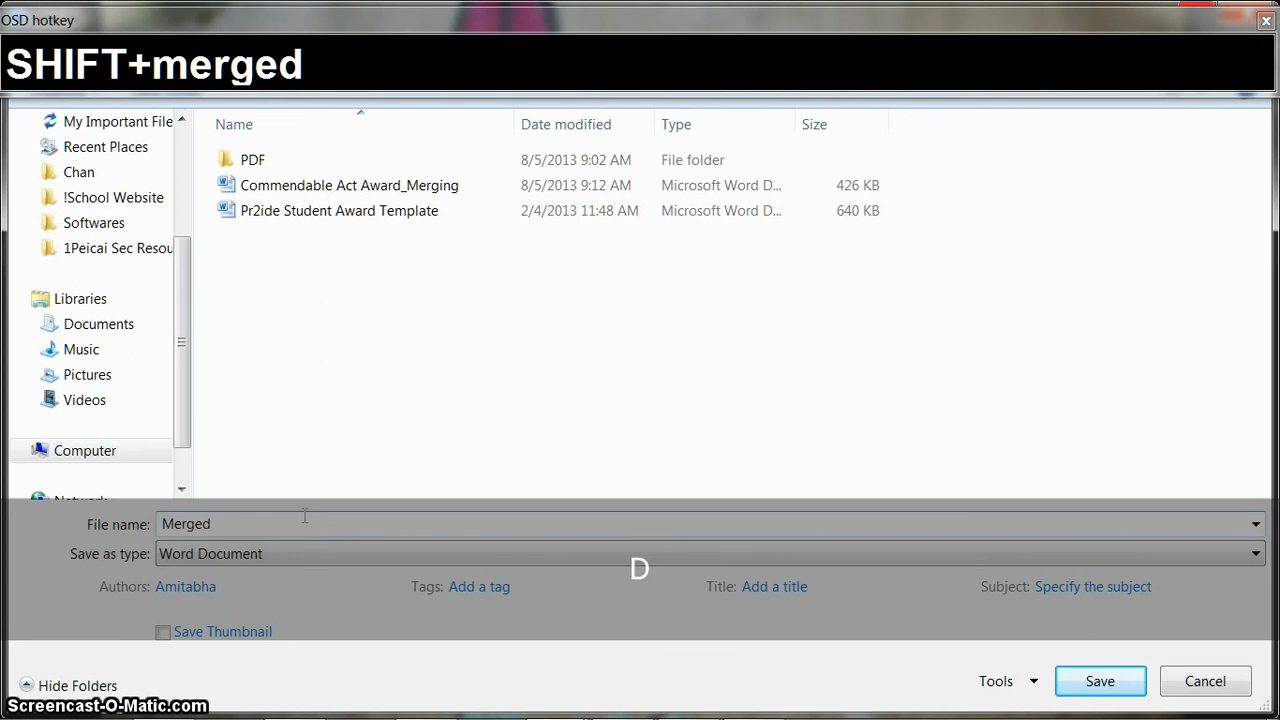 OSD hotkey
SHIFT+merged
My Important File
Recent Places
Chan
!School Website
Softwares
1Peicai Sec Resou
Libraries
Documents
Music
Pictures
Videos
Computer
Network
Name Date modified Type Size
PDF 8/5/2013 9:02 AM File folder
Commendable Act Award_Merging 8/5/2013 9:12 AM Microsoft Word D... 426 KB
Pr2ide Student Award Template 2/4/2013 11:48 AM Microsoft Word D... 640 KB
File name: Merged
Save as type: Word Document
D
Authors: Amitabha Tags: Add a tag Title: Add a title Subject: Specify the subject
Save Thumbnail
Hide Folders Tools Save Cancel
Screencast-O-Matic.com